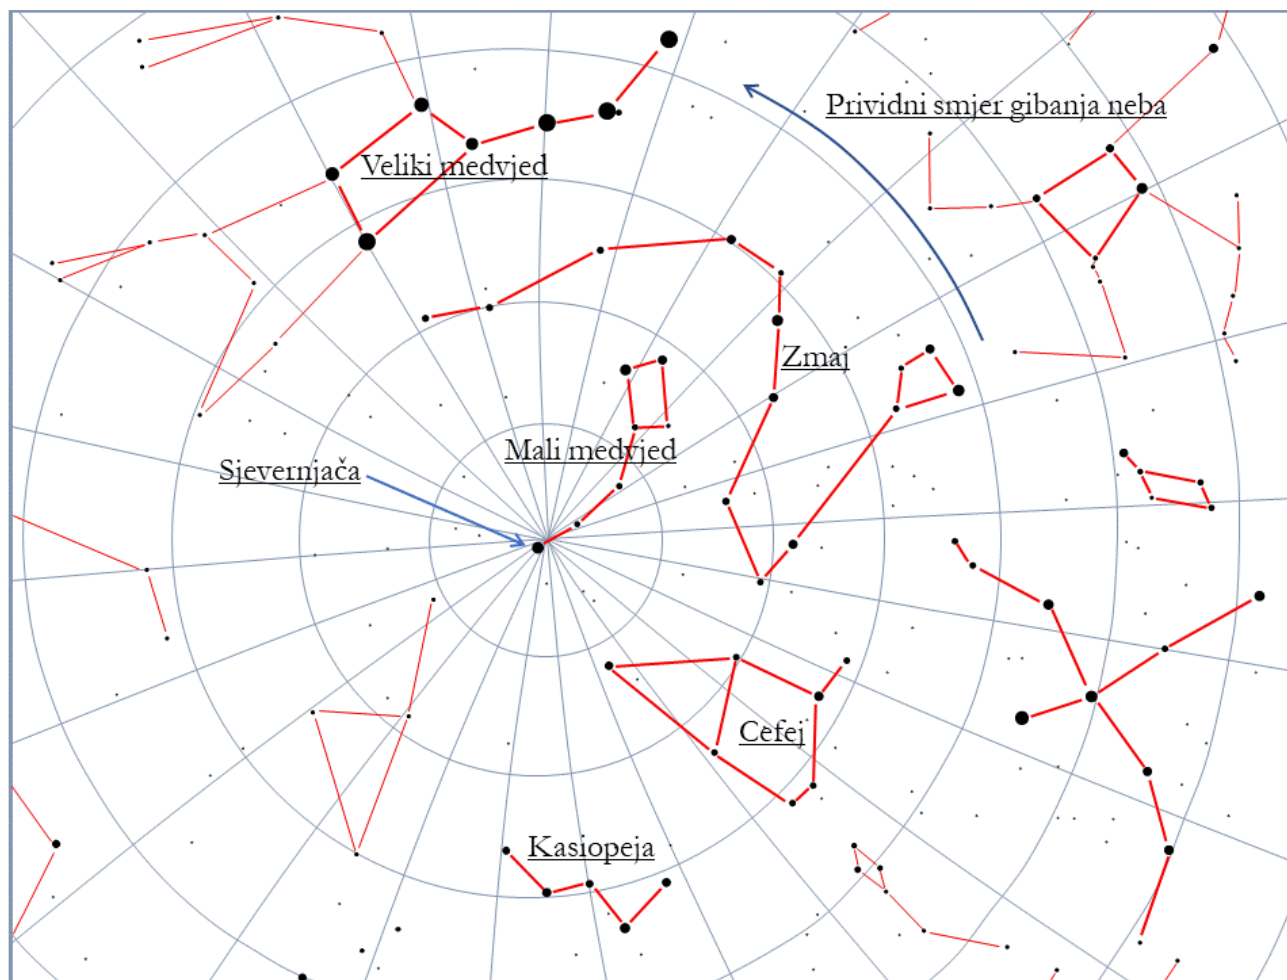 Prividni smjer gibanja neba
Veliki medvjed
Zmaj
Mali medvjed
Sjevernjača
Cefej
Kasiopeja